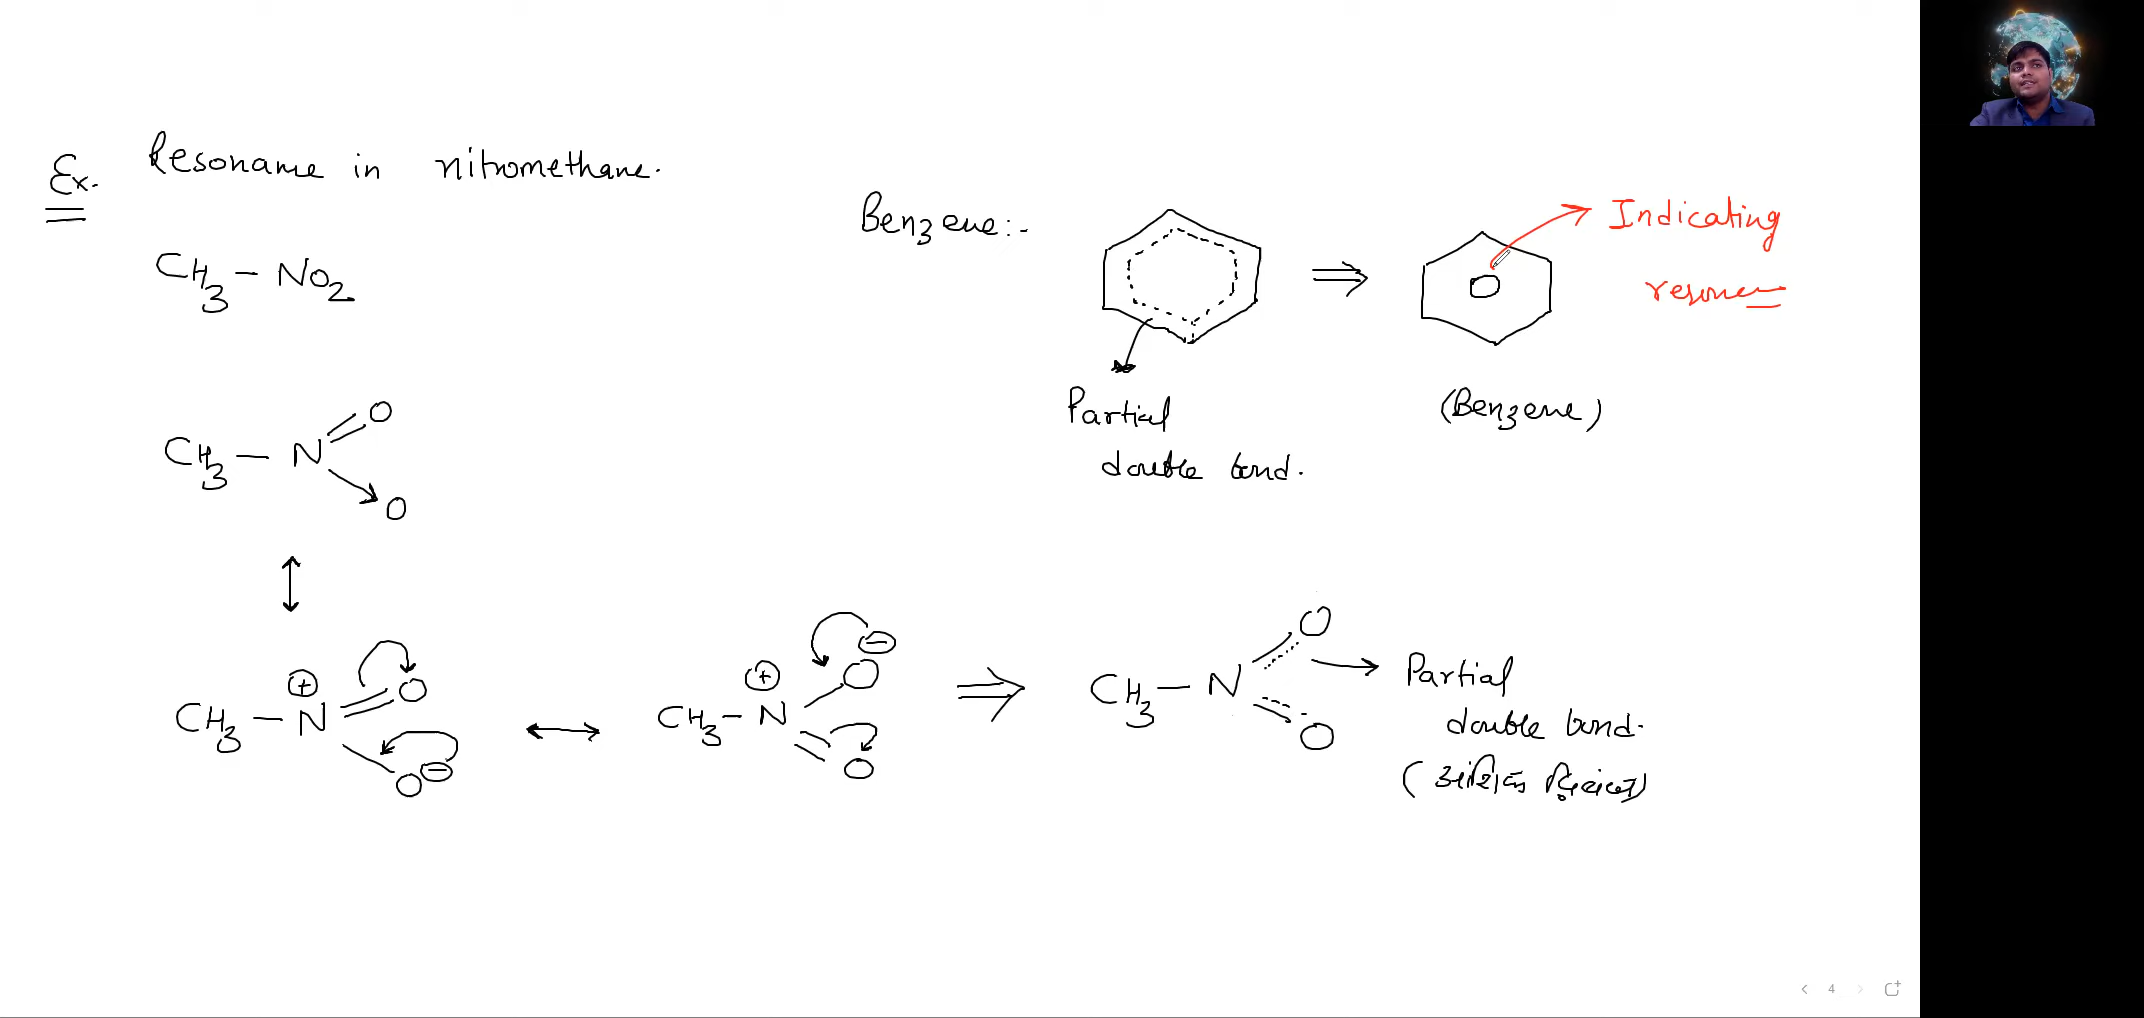 Ex. Resonance in nitromethane.
CH3 - NO2
CH3 - N = O
O
CH3 - N = O
O
CH3 - N - O
O
CH3 - N O
O
Partial
double bond.
Benzene:-
Partial
double bond.
(Benzene)
Indicating
4